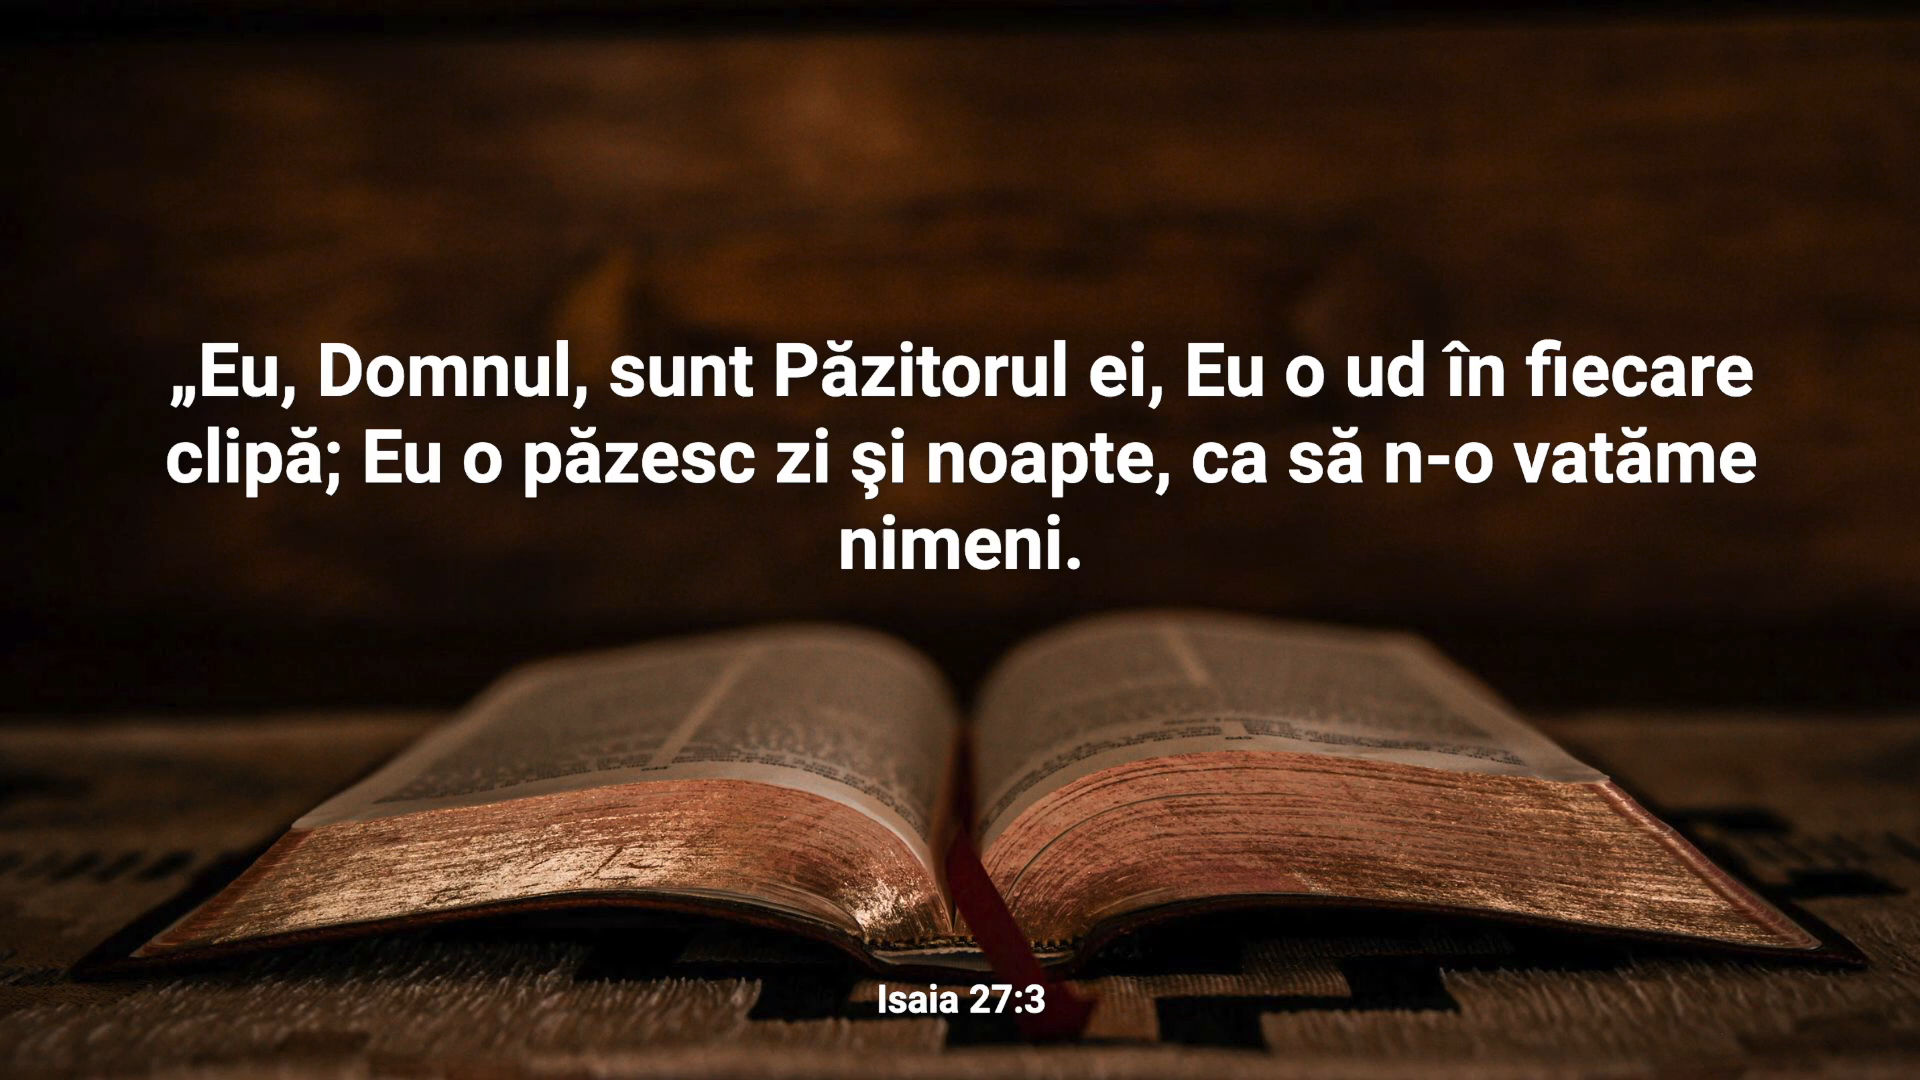 „Eu, Domnul, sunt Păzitorul ei, Eu o ud în fiecare
clipă; Eu o păzesc zi şi noapte, ca să n-o vatăme
nimeni.
Isaia 27:3